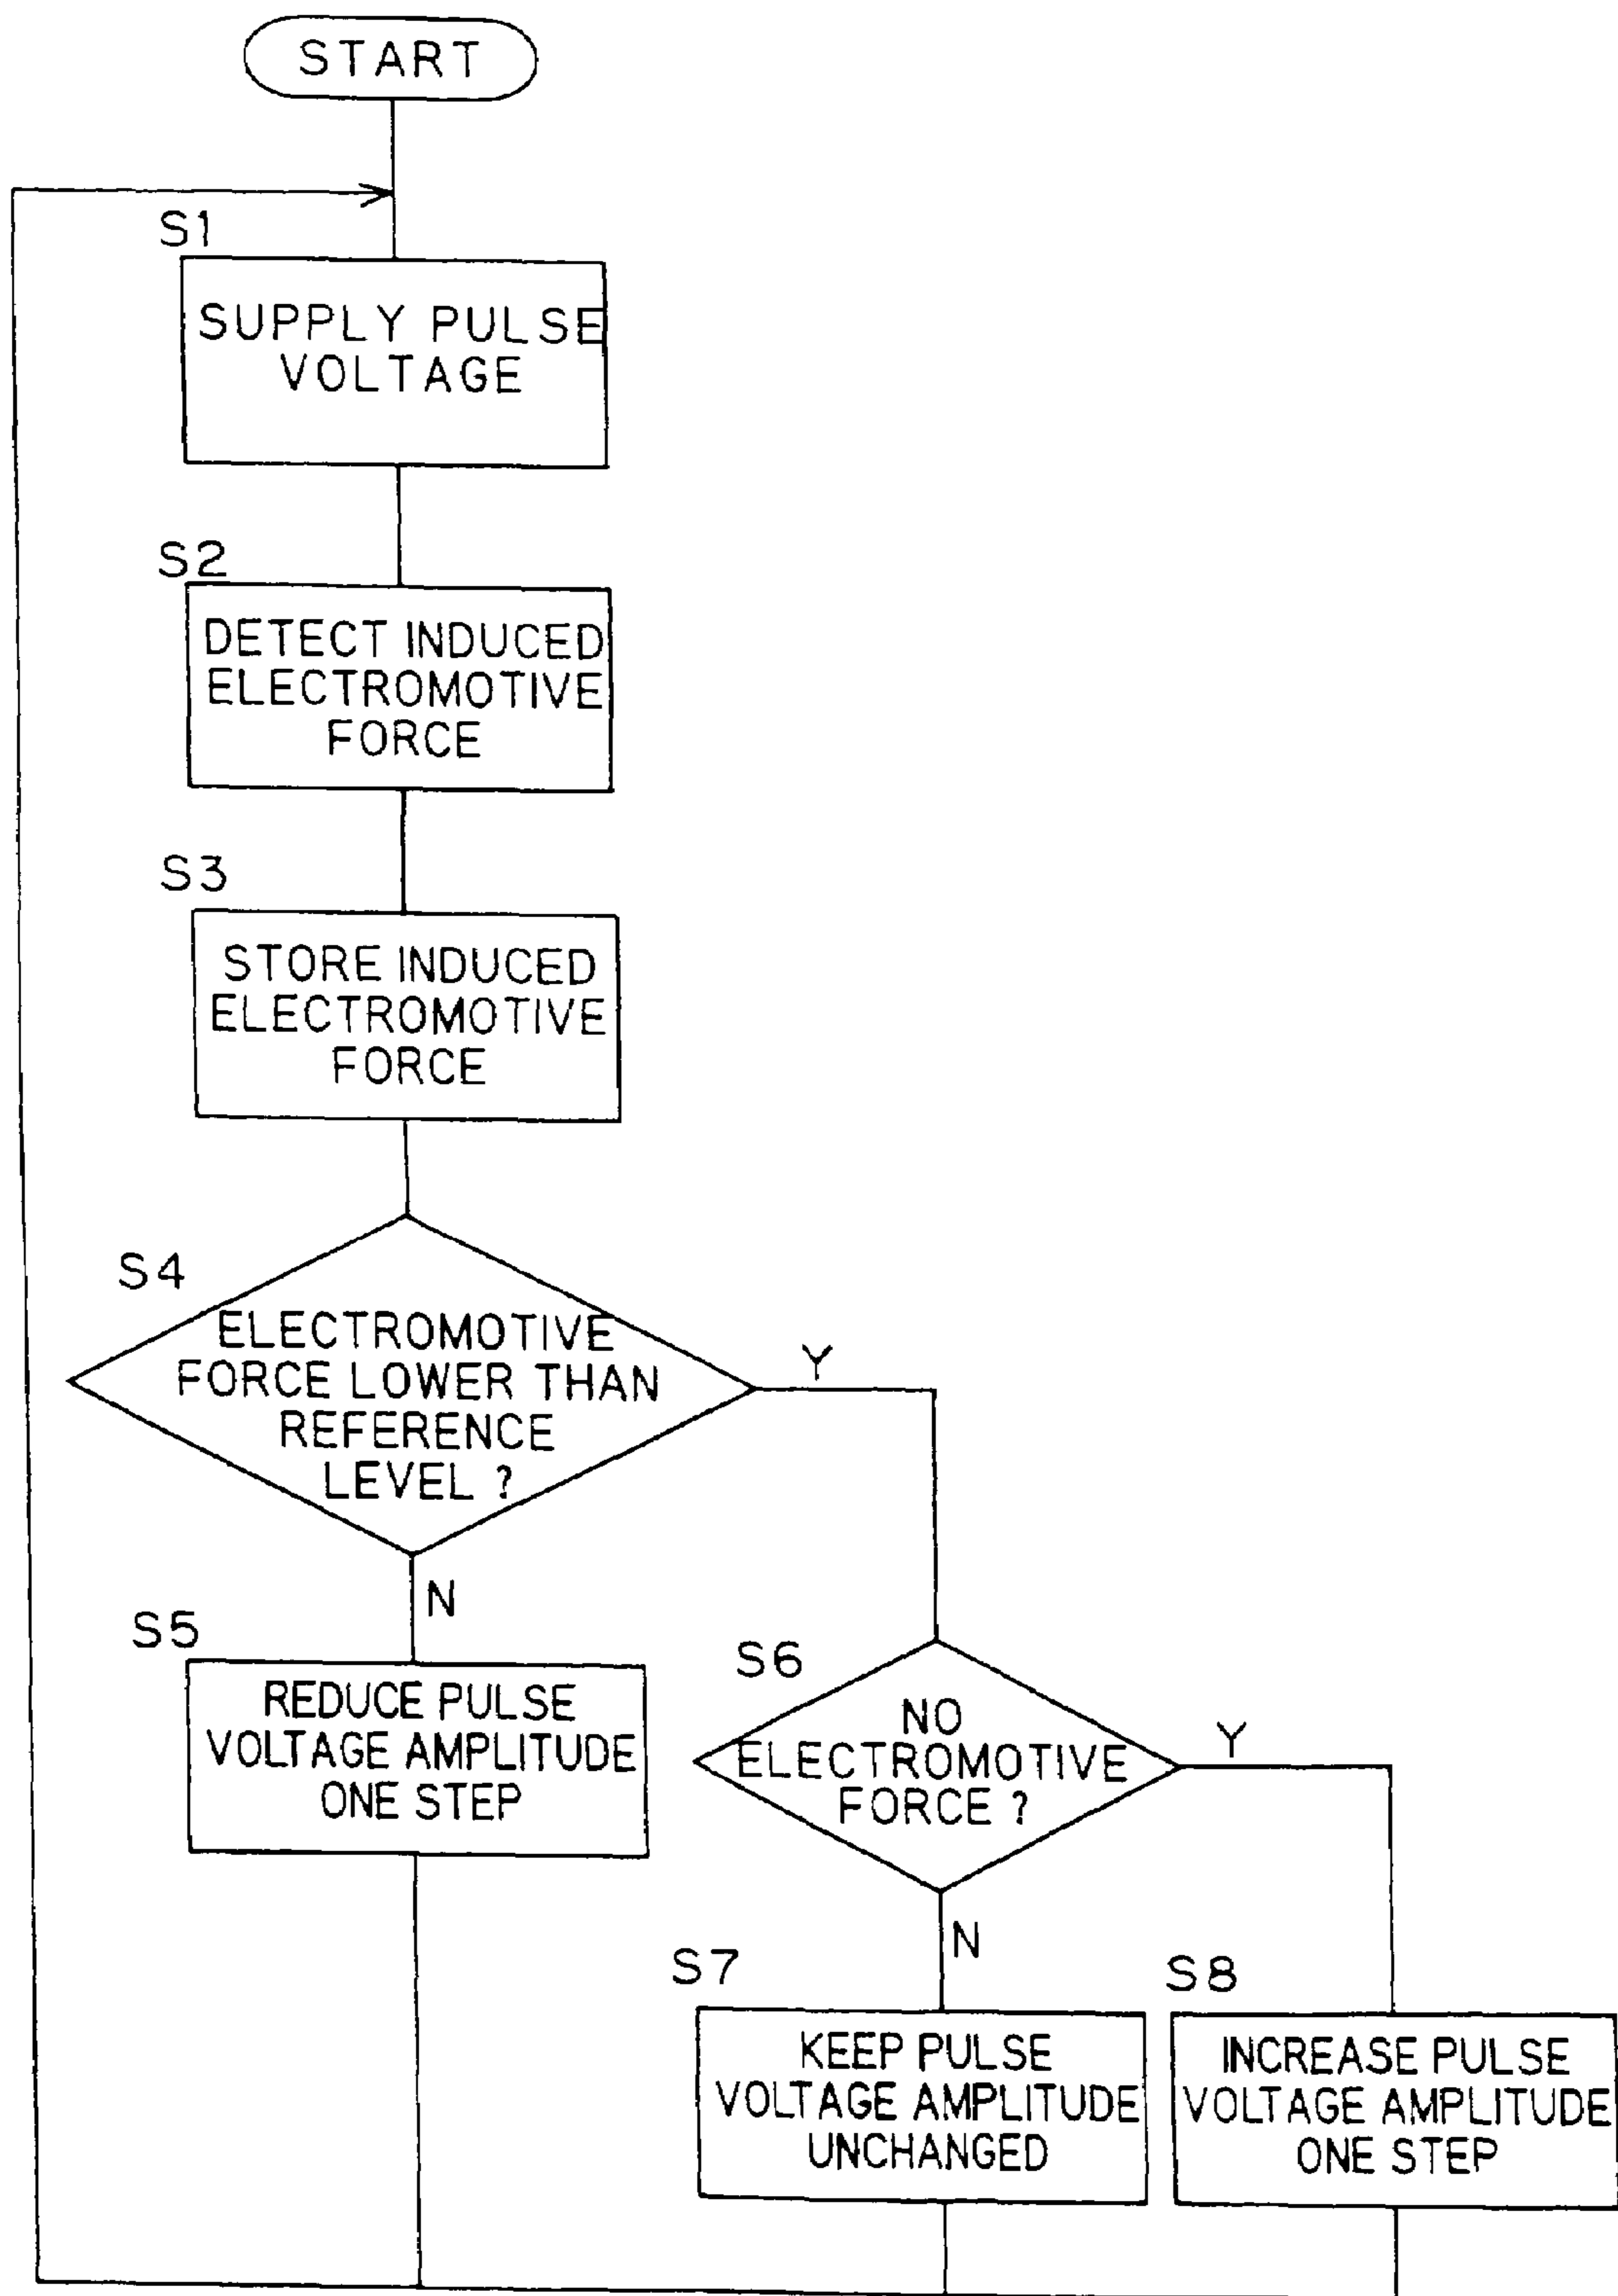 START
S1
SUPPLY PULSE
VOLTAGE
S2
DETECT INDUCED
ELECTROMOTIVE
FORCE
S3
STORE INDUCED
ELECTROMOTIVE
FORCE
S4
ELECTROMOTIVE
FORCE LOWER THAN
REFERENCE
LEVEL ?
Y
N
S5
REDUCE PULSE
VOLTAGE AMPLITUDE
ONE STEP
S6
NO
ELECTROMOTIVE
FORCE ?
Y
N
S7
KEEP PULSE
VOLTAGE AMPLITUDE
UNCHANGED
S8
INCREASE PULSE
VOLTAGE AMPLITUDE
ONE STEP